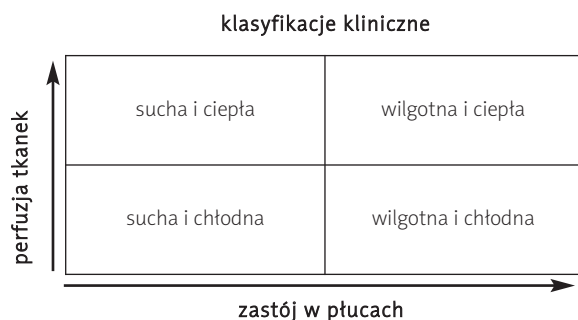 klasyfikacje kliniczne
perfuzja tkanek
sucha i ciepła
wilgotna i ciepła
sucha i chłodna
wilgotna i chłodna
zastój w płucach